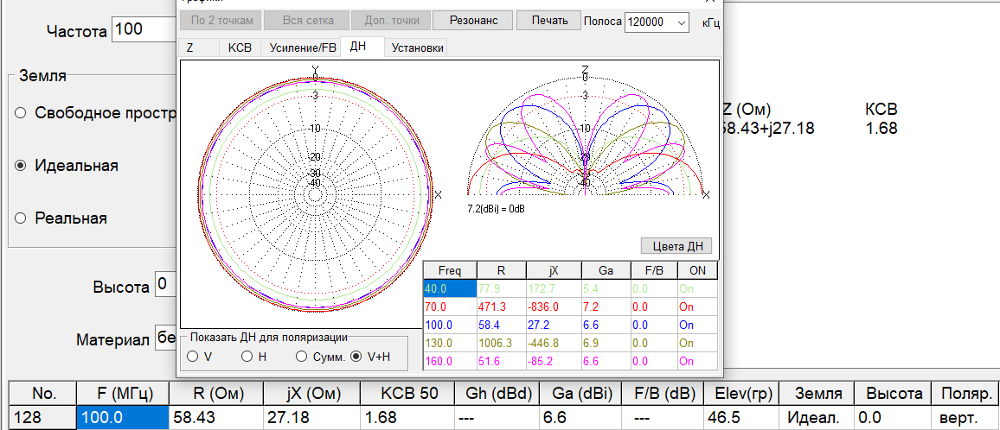 Частота 100
Земля
Свободное простр
Идеальная
Реальная
Высота 0
Материал бе
По 2 точкам Вся сетка Доп. точки Резонанс Печать Полоса 120000 кГц
Z КСВ Усиление/FB ДН Установки
Y
0
-3
-10
-20
-30
-40
X
Z
0
-3
-10
-20
-30
-40
X
7.2(dBi) = 0dB
Цвета ДН
Freq R jX Ga F/B ON
40.0 77.9 172.7 5.4 0.0 On
70.0 471.3 -836.0 7.2 0.0 On
100.0 58.4 27.2 6.6 0.0 On
130.0 1006.3 -446.8 6.9 0.0 On
160.0 51.6 -85.2 6.6 0.0 On
Показать ДН для поляризации
V H Сумм. V+H
Z (Ом) КСВ
58.43+j27.18 1.68
No. F (МГц) R (Ом) jX (Ом) КСВ 50 Gh (dBd) Ga (dBi) F/B (dB) Elev(гр) Земля Высота Поляр.
128 100.0 58.43 27.18 1.68 --- 6.6 --- 46.5 Идеал. 0.0 верт.